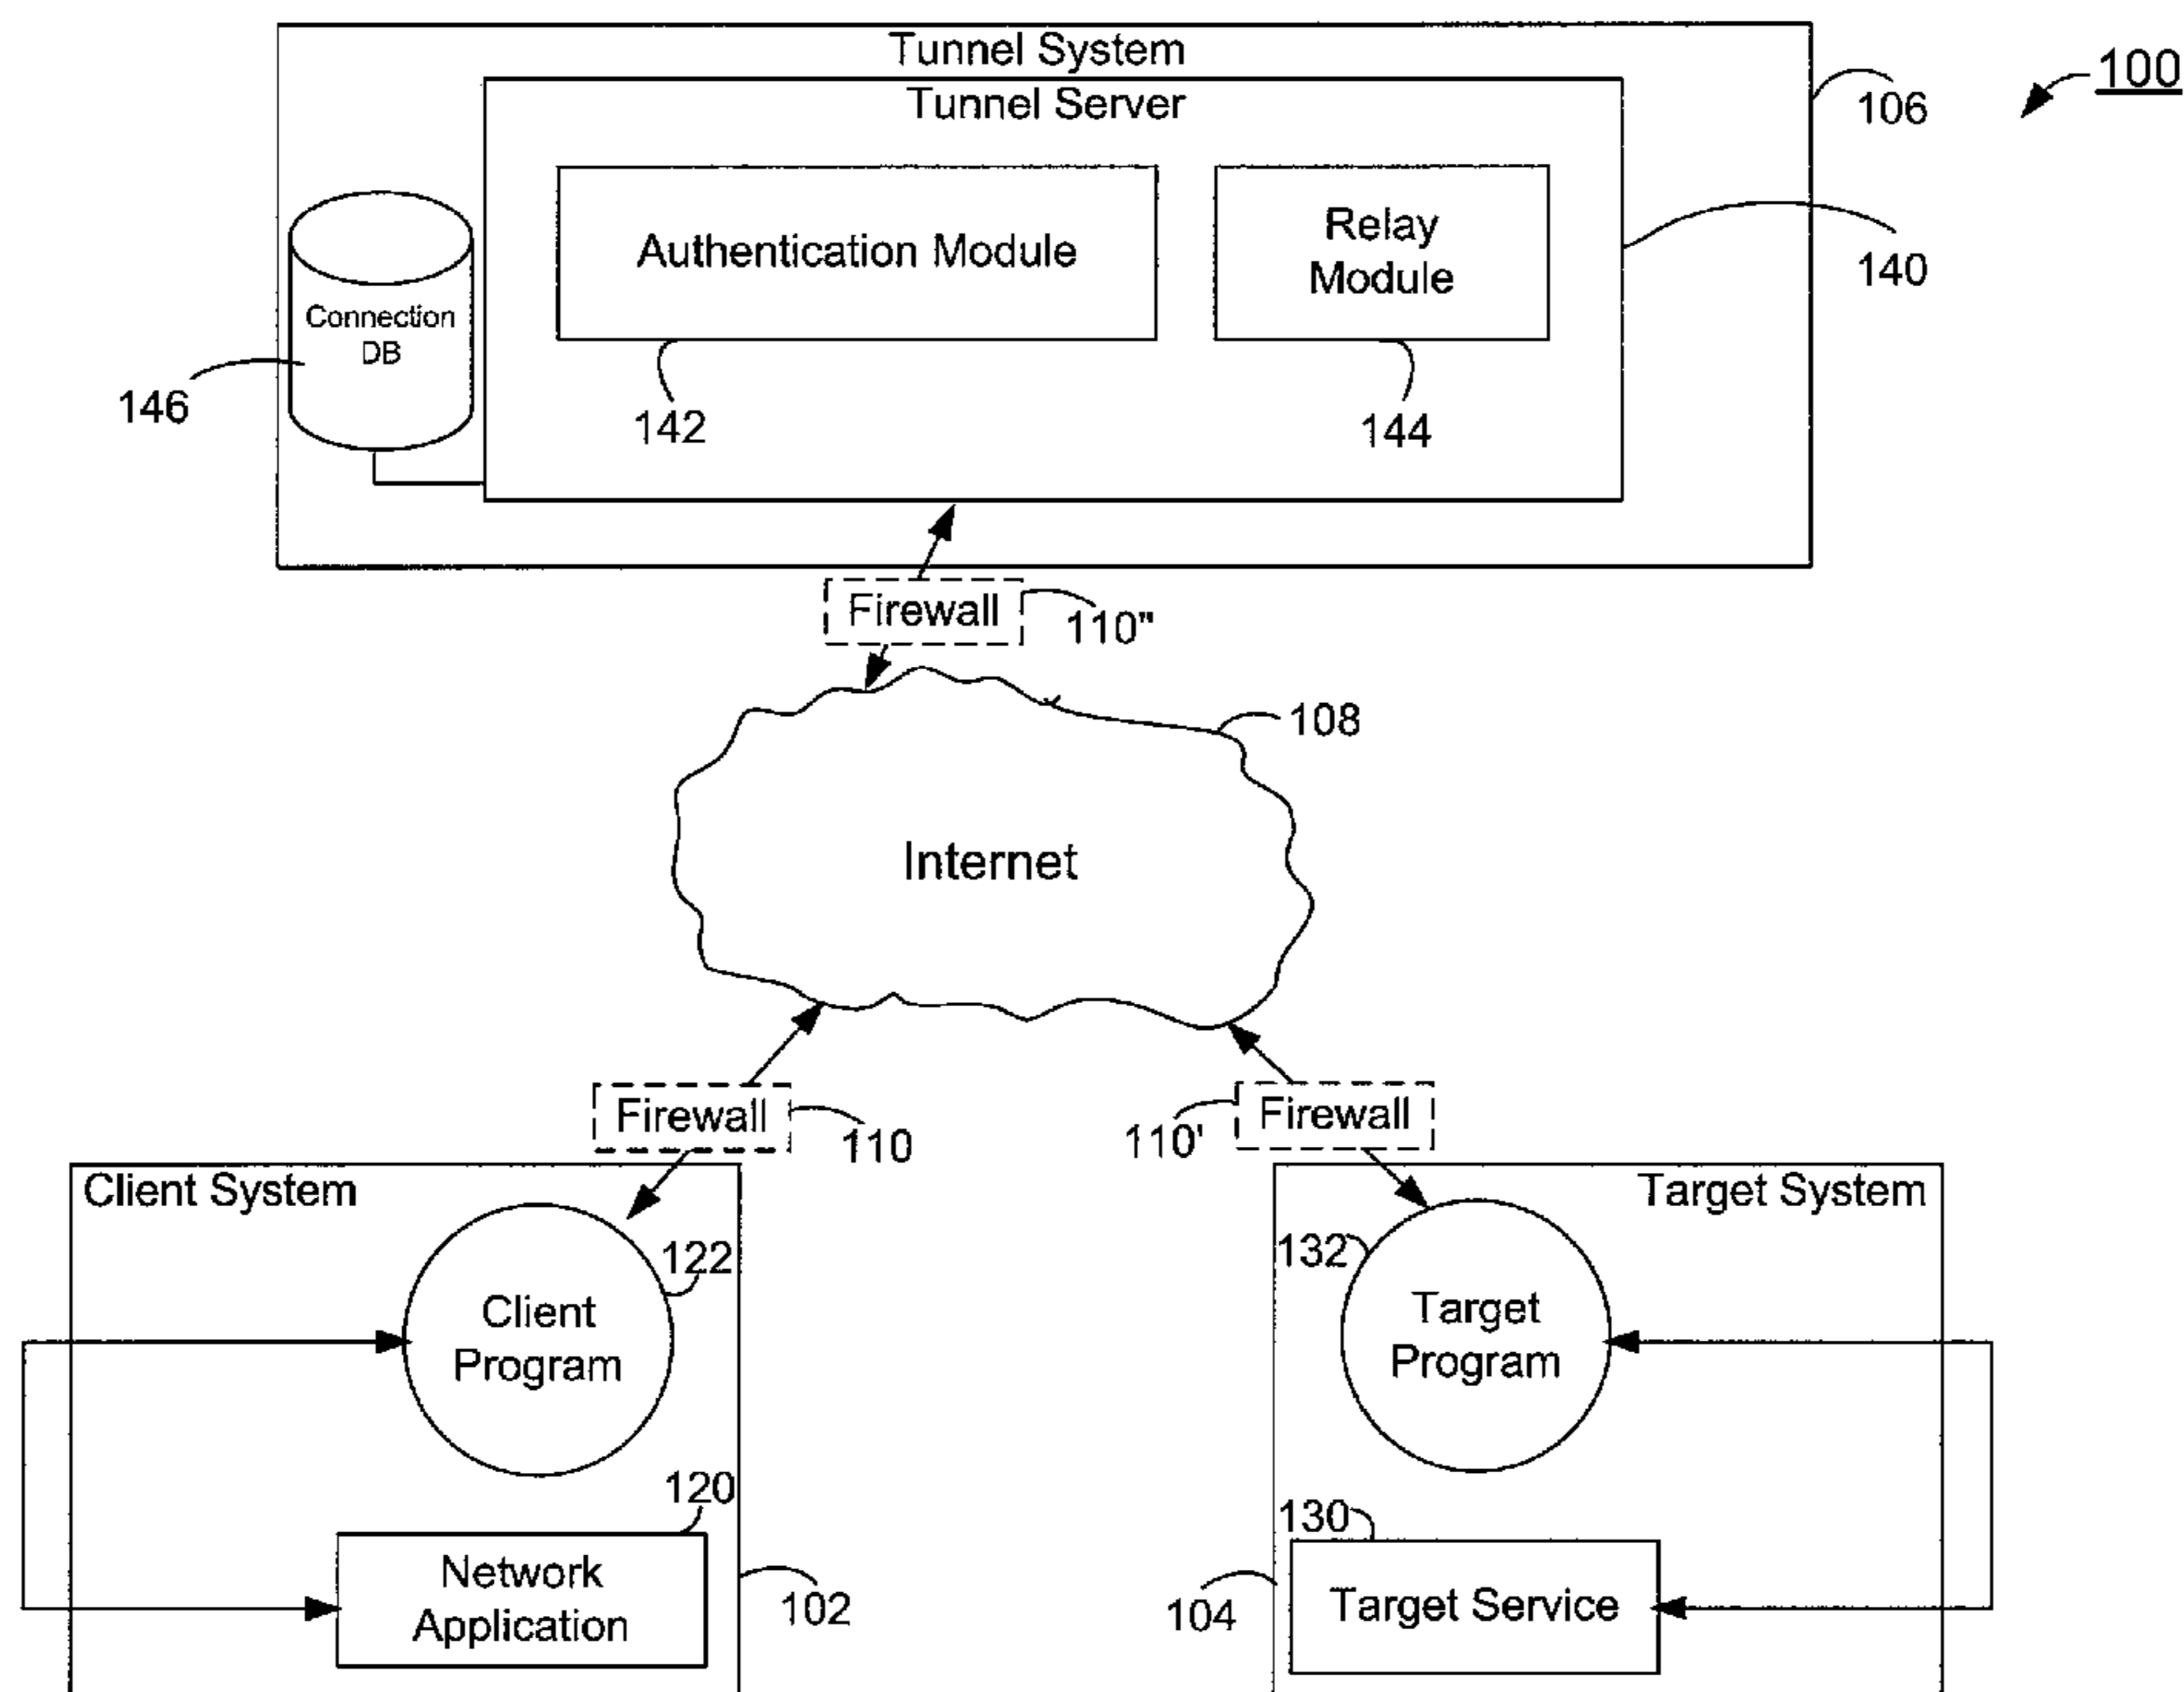 Tunnel System
100
Tunnel Server
106
Authentication Module
Relay
Module
140
Connection
DB
146
142
144
Firewall
110"
108
Internet
Firewall
110
110'
Firewall
Client System
Target System
122
132
Client
Program
Target
Program
120
130
Network
Application
102
104
Target Service